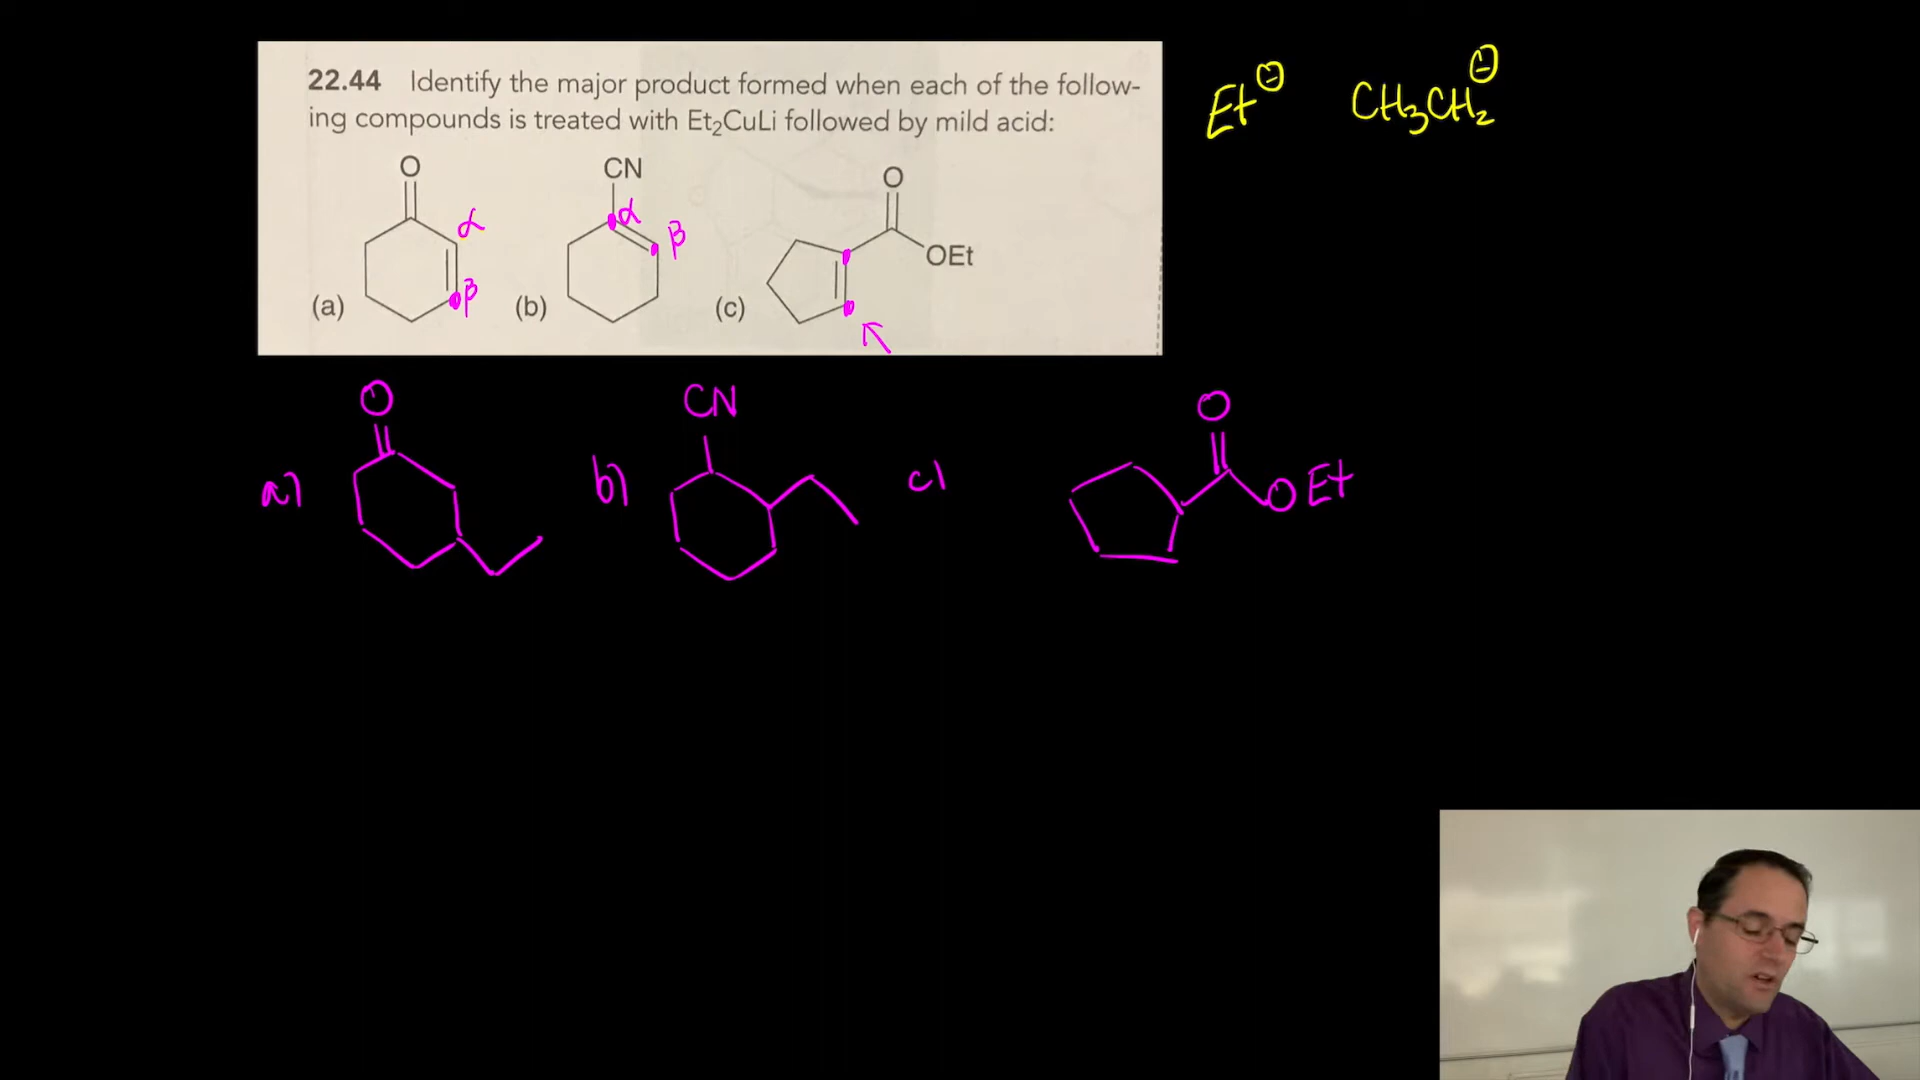 22.44 Identify the major product formed when each of the follow-
ing compounds is treated with Et₂CuLi followed by mild acid:
Et⊖ CH₃CH₂⊖
O CN O
α α β OEt
β
(a) (b) (c)
O CN O
a) b) c) OEt